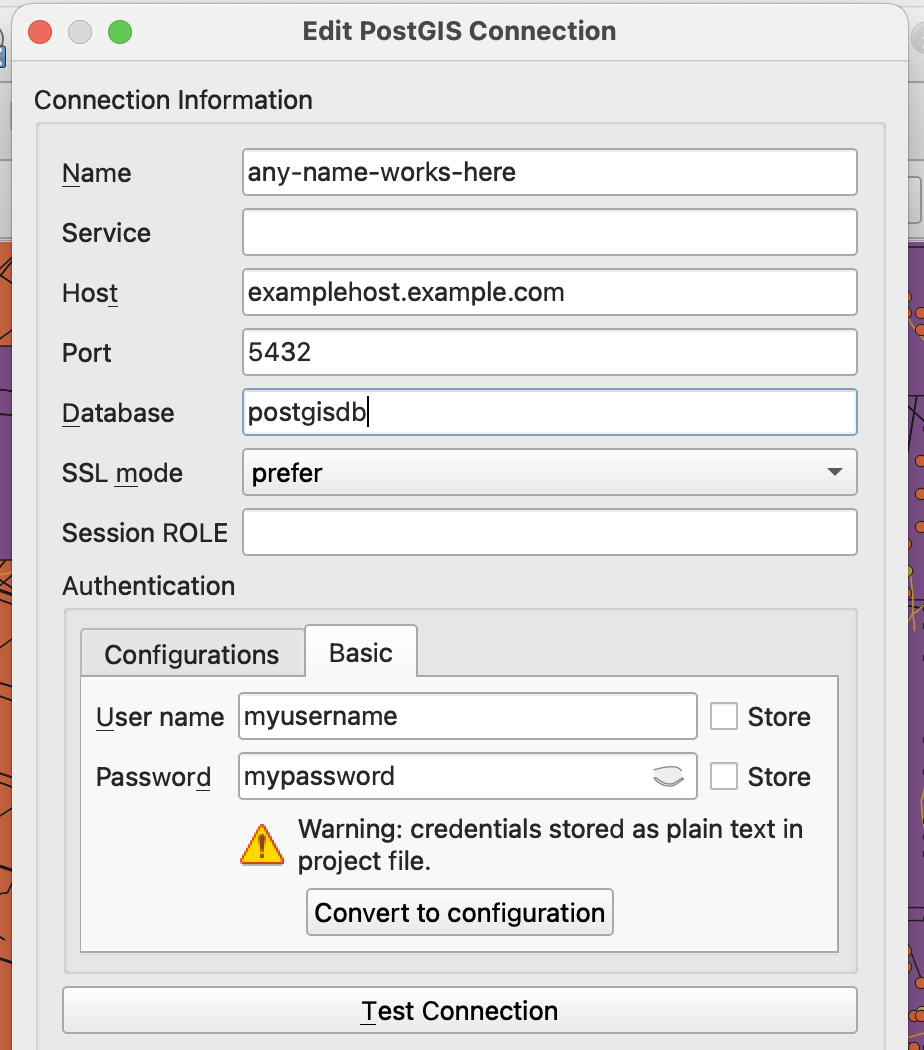 Edit PostGIS Connection
Connection Information
Name any-name-works-here
Service
Host examplehost.example.com
Port 5432
Database postgisdb
SSL mode prefer
Session ROLE
Authentication
Configurations Basic
User name myusername Store
Password mypassword Store
Warning: credentials stored as plain text in
project file.
Convert to configuration
Test Connection